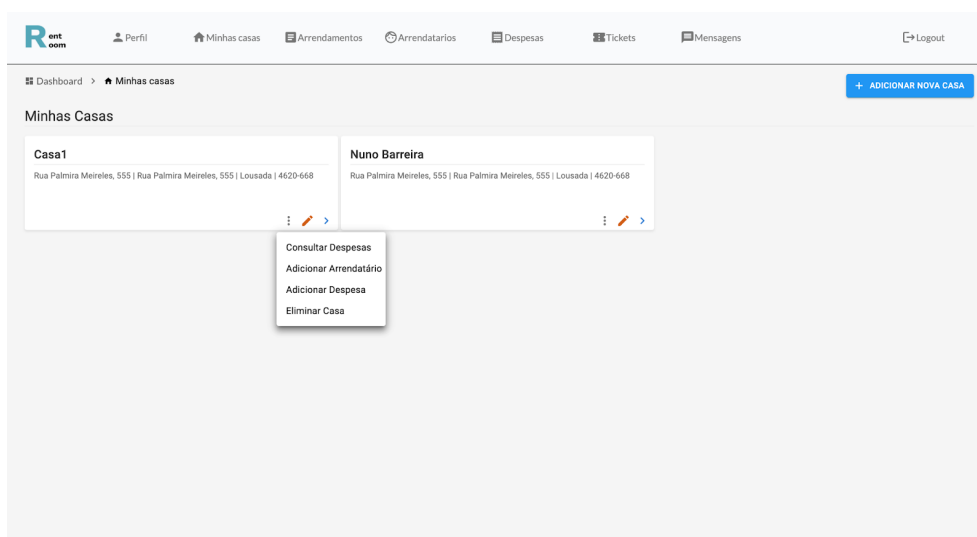 Rent Room
Perfil
Minhas casas
Arrendamentos
Arrendatarios
Despesas
Tickets
Mensagens
Logout
Dashboard > Minhas casas
+ ADICIONAR NOVA CASA
Minhas Casas
Casa1
Rua Palmira Meireles, 555 | Rua Palmira Meireles, 555 | Lousada | 4620-668
Nuno Barreira
Rua Palmira Meireles, 555 | Rua Palmira Meireles, 555 | Lousada | 4620-668
Consultar Despesas
Adicionar Arrendatário
Adicionar Despesa
Eliminar Casa